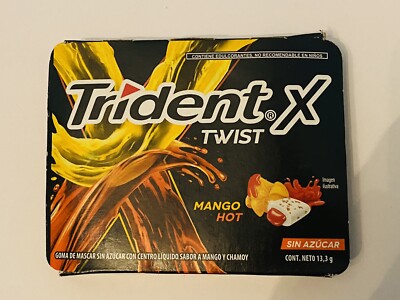 CONTIENE EDULCORANTES, NO RECOMENDABLE EN NIÑOS
Trident® X
TWIST
MANGO
HOT
Imagen
ilustrativa
SIN AZÚCAR
GOMA DE MASCAR SIN AZÚCAR CON CENTRO LÍQUIDO SABOR A MANGO Y CHAMOY
CONT. NETO 13,3 g